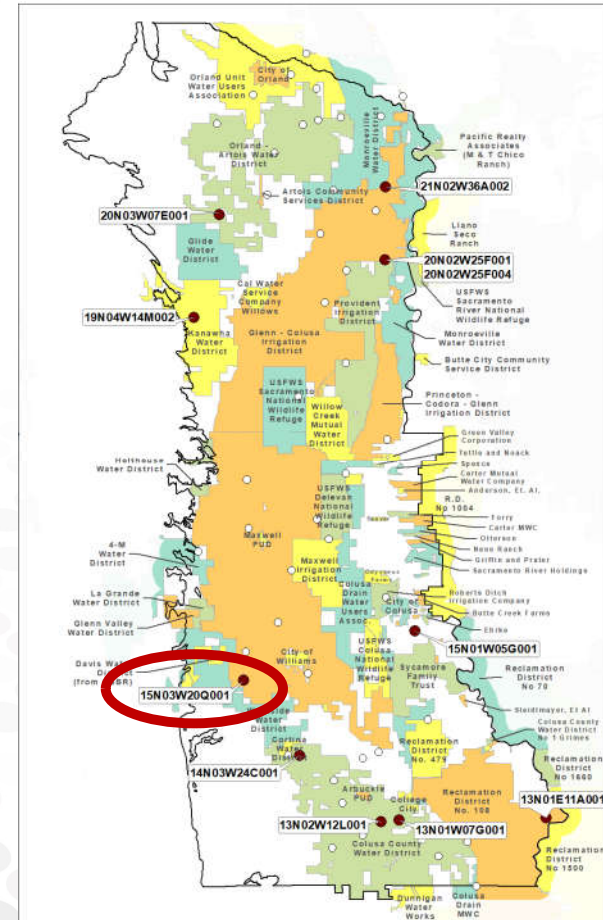 City of
Orland
Orland Unit
Water Users
Association
Monroeville
Water District
Orland -
Artois Water
District
Pacific Realty
Associates
(M & T Chico
Ranch)
Artois Community
Services District
21N02W36A002
20N03W07E001
Llano
Seco
Ranch
Glide
Water
District
20N02W25F001
20N02W25F004
Cal Water
Service
Company
Willows
USFWS
Sacramento
River National
Wildlife Refuge
19N04W14M002
Provident
Irrigation
District
Kanawha
Water
District
Glenn - Colusa
Irrigation
District
Monroeville
Water District
Butte City Community
Service District
USFWS
Sacramento
National
Wildlife
Refuge
Willow
Creek
Mutual
Water
District
Princeton -
Codora - Glenn
Irrigation District
Green Valley
Corporation
Tuttle and Noack
Spence
Carter Mutual
Water Company
Anderson, Et. Al.
Holthouse
Water District
USFWS
Delevan
National
Wildlife
Refuge
R.D.
No 1004
Maxwell
PUD
Forry
Carter MWC
Otterson
Nene Ranch
Griffin and Prater
Sacramento River Holdings
4-M
Water
District
Maxwell
Irrigation
District
Colusa
Drain
Water
Users
Assoc.
La Grande
Water District
City of
Colusa
Roberts Ditch
Irrigation Company
Butte Creek Farms
Ehrke
Glenn Valley
Water District
15N01W05G001
City of
Williams
USFWS
Colusa
National
Wildlife
Refuge
Sycamore
Family
Trust
Reclamation
District
No 70
Davis Wat
District
(from
BR)
15N03W20Q001
Steidlmayer, Et Al
Colusa County
Water District
No 1 Grimes
side
Water
District
Cortina
Water
District
14N03W24C001
Reclamation
District
No. 479
Reclamation
District
No 1660
Arbuckle
PUD
College
City
Reclamation
District
No. 108
13N01E11A001
13N02W12L001
13N01W07G001
Colusa County
Water District
Reclamation
District
No 1500
Dunnigan
Water
Works
Colusa
Drain
MWC